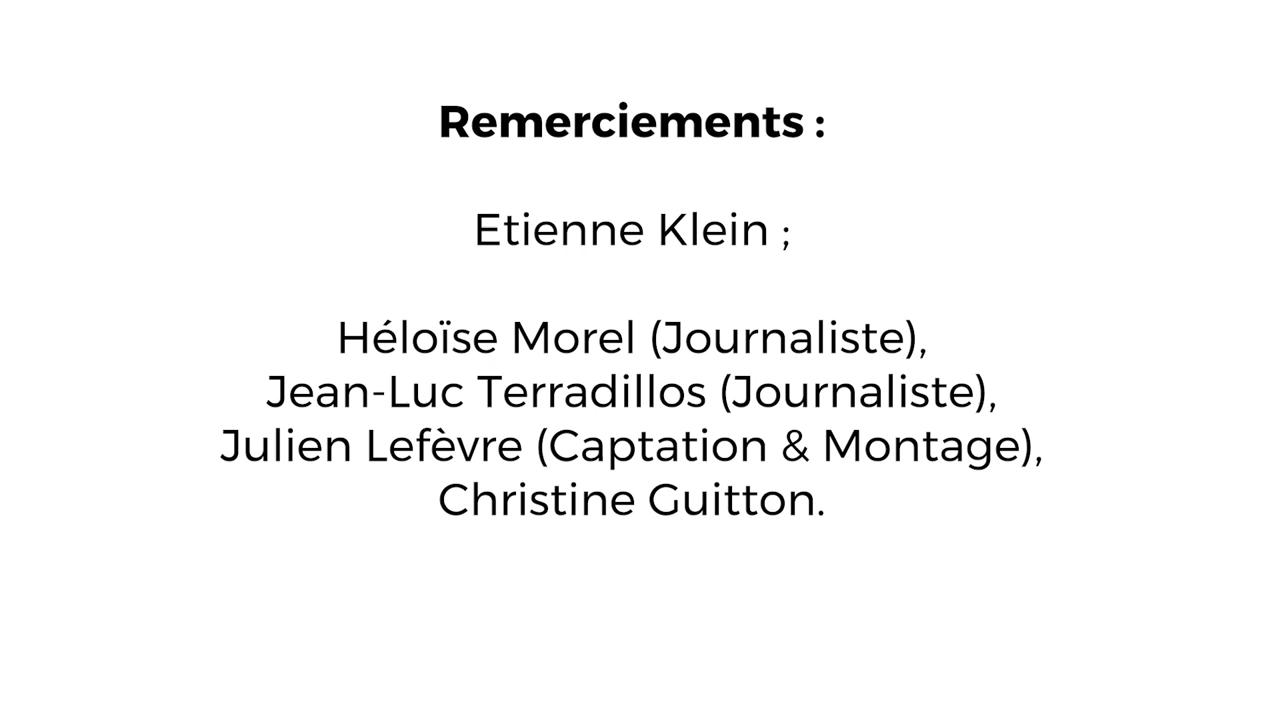 Remerciements :
Etienne Klein ;
Héloïse Morel (Journaliste),
Jean-Luc Terradillos (Journaliste),
Julien Lefèvre (Captation & Montage),
Christine Guitton.